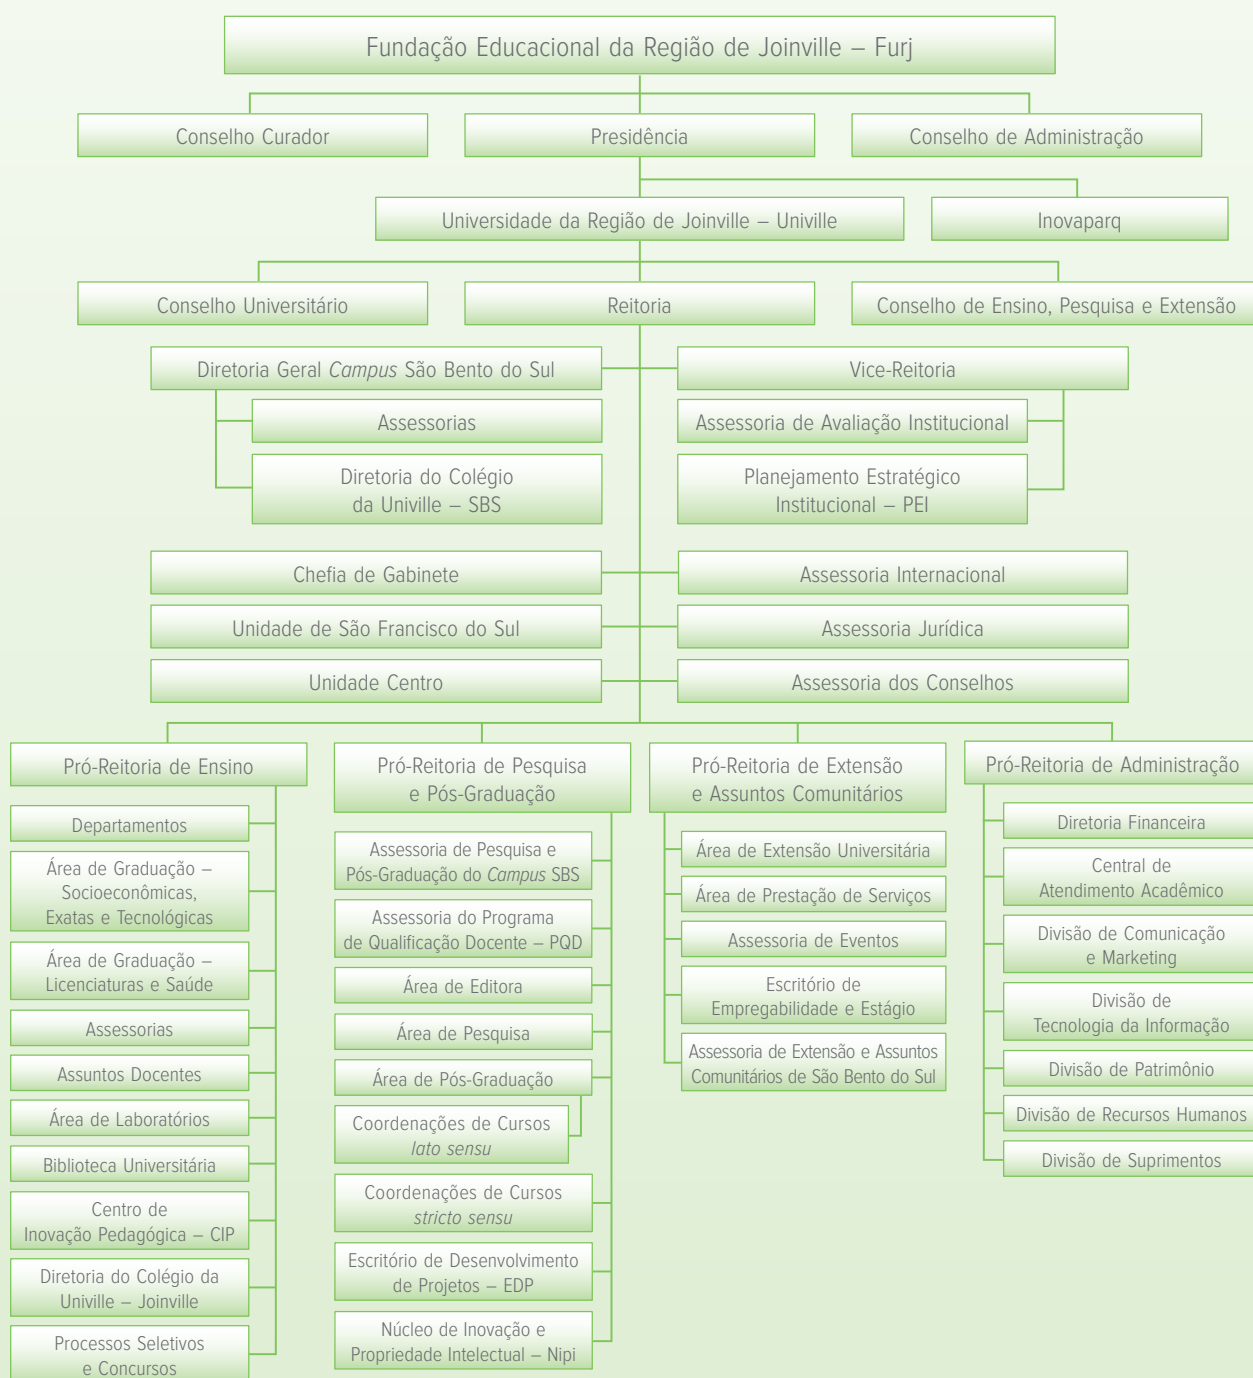 Fundação Educacional da Região de Joinville – Furj
Conselho Curador
Presidência
Conselho de Administração
Universidade da Região de Joinville – Univille
Inovaparq
Conselho Universitário
Reitoria
Conselho de Ensino, Pesquisa e Extensão
Diretoria Geral Campus São Bento do Sul
Assessorias
Diretoria do Colégio
da Univille – SBS
Vice-Reitoria
Assessoria de Avaliação Institucional
Planejamento Estratégico
Institucional – PEI
Chefia de Gabinete
Assessoria Internacional
Unidade de São Francisco do Sul
Assessoria Jurídica
Unidade Centro
Assessoria dos Conselhos
Pró-Reitoria de Ensino
Departamentos
Área de Graduação –
Socioeconômicas,
Exatas e Tecnológicas
Área de Graduação –
Licenciaturas e Saúde
Assessorias
Assuntos Docentes
Área de Laboratórios
Biblioteca Universitária
Centro de
Inovação Pedagógica – CIP
Diretoria do Colégio da
Univille – Joinville
Processos Seletivos
e Concursos
Pró-Reitoria de Pesquisa
e Pós-Graduação
Assessoria de Pesquisa e
Pós-Graduação do Campus SBS
Assessoria do Programa
de Qualificação Docente – PQD
Área de Editora
Área de Pesquisa
Área de Pós-Graduação
Coordenações de Cursos
lato sensu
Coordenações de Cursos
stricto sensu
Escritório de Desenvolvimento
de Projetos – EDP
Núcleo de Inovação e
Propriedade Intelectual – Nipi
Pró-Reitoria de Extensão
e Assuntos Comunitários
Área de Extensão Universitária
Área de Prestação de Serviços
Assessoria de Eventos
Escritório de
Empregabilidade e Estágio
Assessoria de Extensão e Assuntos
Comunitários de São Bento do Sul
Pró-Reitoria de Administração
Diretoria Financeira
Central de
Atendimento Acadêmico
Divisão de Comunicação
e Marketing
Divisão de
Tecnologia da Informação
Divisão de Patrimônio
Divisão de Recursos Humanos
Divisão de Suprimentos